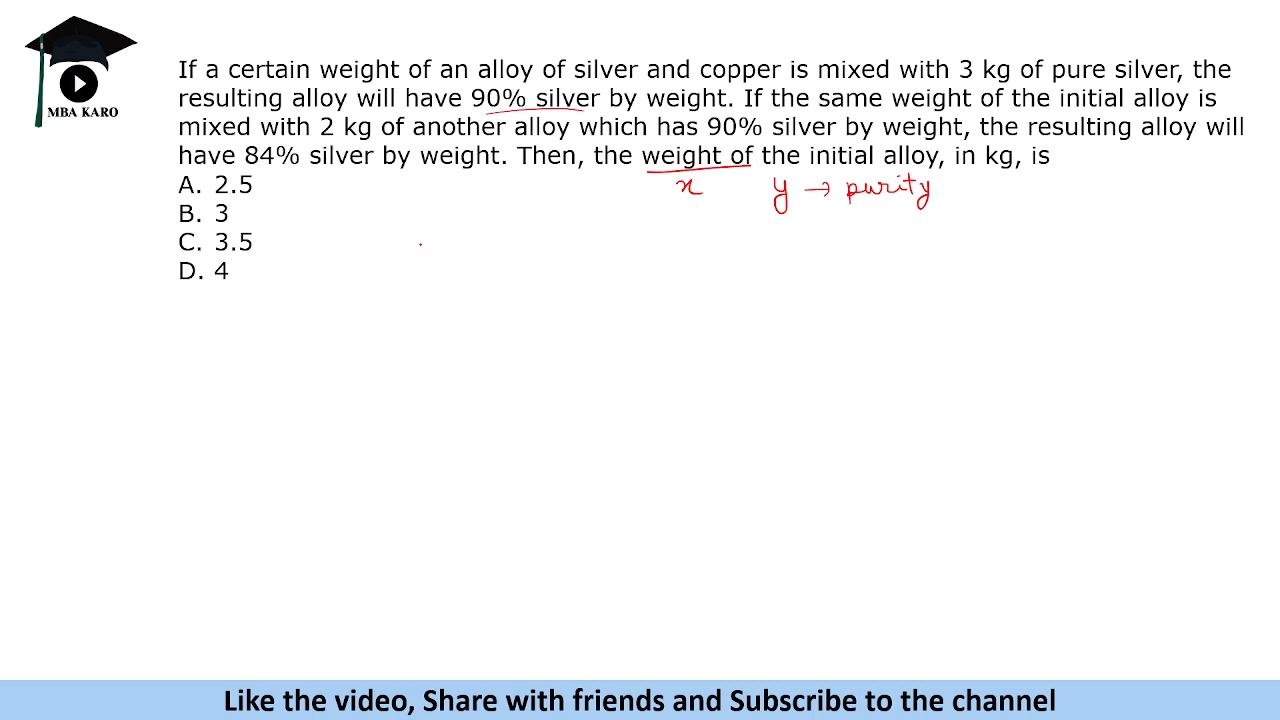 MBA KARO
If a certain weight of an alloy of silver and copper is mixed with 3 kg of pure silver, the
resulting alloy will have 90% silver by weight. If the same weight of the initial alloy is
mixed with 2 kg of another alloy which has 90% silver by weight, the resulting alloy will
have 84% silver by weight. Then, the weight of the initial alloy, in kg, is
A. 2.5
x y → purity
B. 3
C. 3.5
D. 4
Like the video, Share with friends and Subscribe to the channel